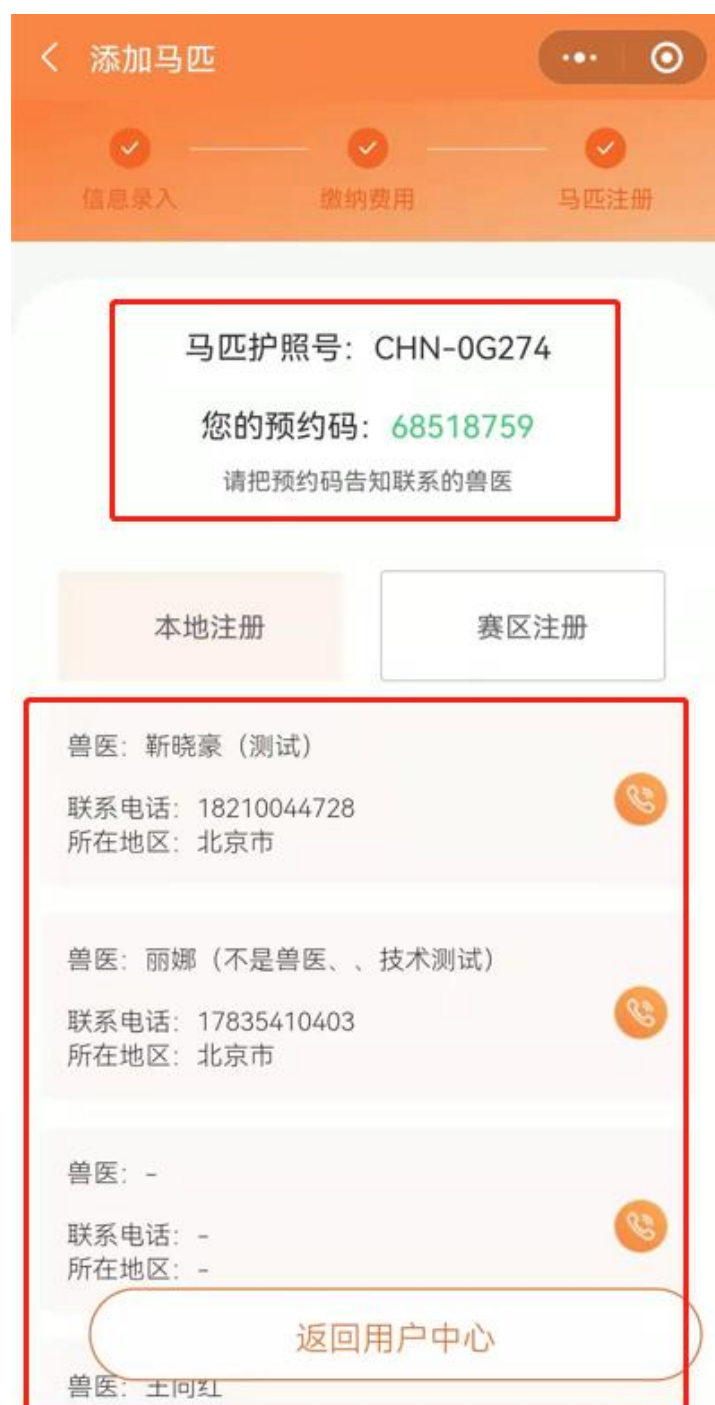 添加马匹
信息录入 缴纳费用 马匹注册
马匹护照号：CHN-0G274
您的预约码：68518759
请把预约码告知联系的兽医
本地注册 赛区注册
兽医：靳晓豪（测试）
联系电话：18210044728
所在地区：北京市
兽医：丽娜（不是兽医、、技术测试）
联系电话：17835410403
所在地区：北京市
兽医：-
联系电话：-
所在地区：-
返回用户中心
兽医：王向红